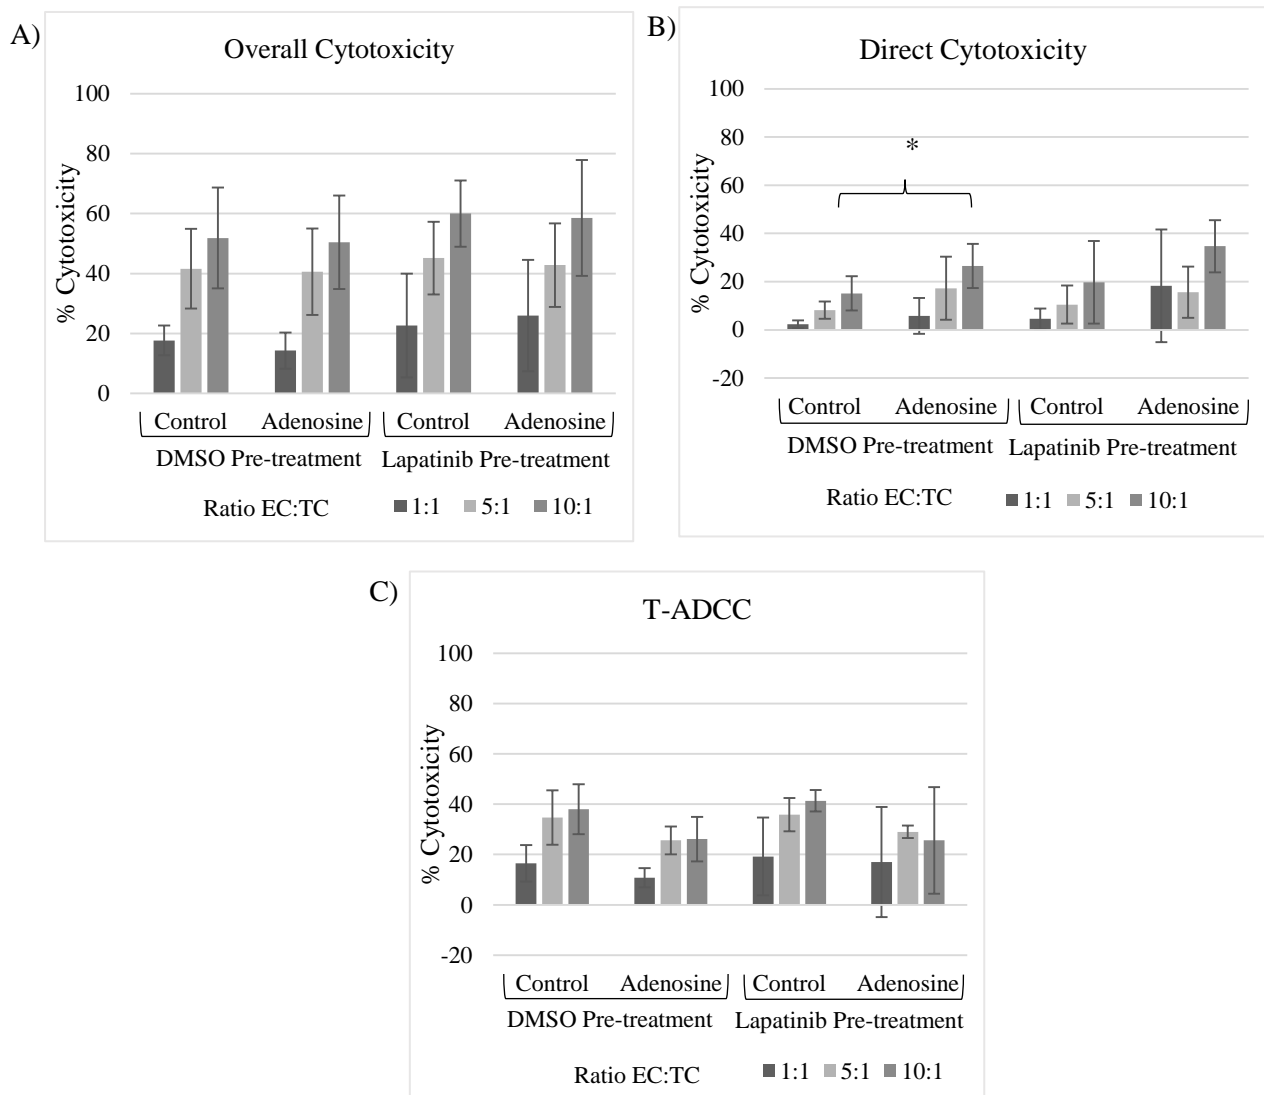 A)
Overall Cytotoxicity
% Cytotoxicity
100
80
60
40
20
0
Control Adenosine Control Adenosine
DMSO Pre-treatment Lapatinib Pre-treatment
Ratio EC:TC 1:1 5:1 10:1
B)
Direct Cytotoxicity
% Cytotoxicity
100
80
60
40
20
0
-20
*
Control Adenosine Control Adenosine
DMSO Pre-treatment Lapatinib Pre-treatment
Ratio EC:TC 1:1 5:1 10:1
C)
T-ADCC
% Cytotoxicity
100
80
60
40
20
0
-20
Control Adenosine Control Adenosine
DMSO Pre-treatment Lapatinib Pre-treatment
Ratio EC:TC 1:1 5:1 10:1